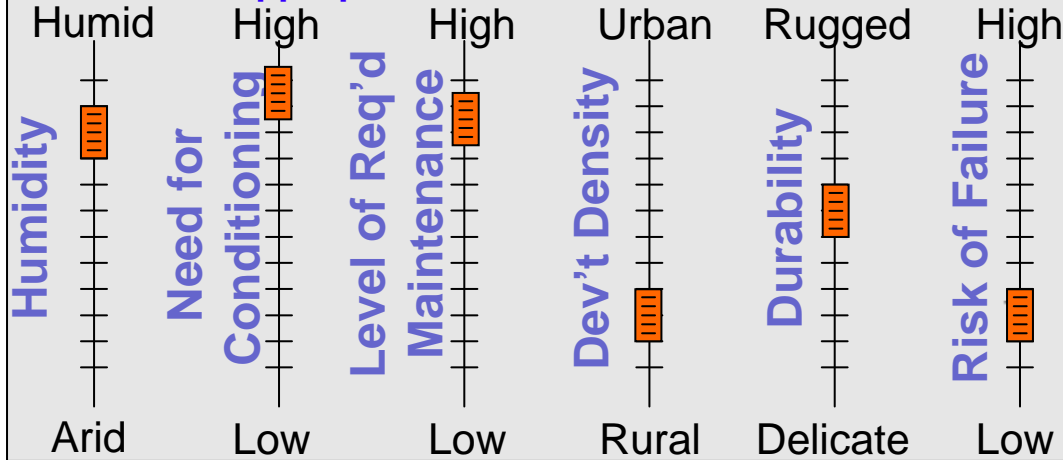 Humid High High Urban Rugged High
Humidity
Need for
Conditioning
Level of Req'd
Maintenance
Dev't Density
Durability
Risk of Failure
Arid Low Low Rural Delicate Low